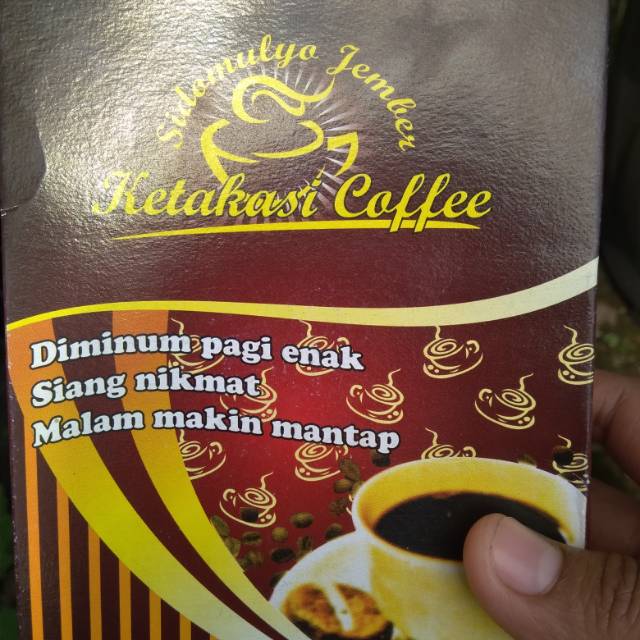 Sidomulyo Jember
Ketakasi Coffee
Diminum pagi enak
Siang nikmat
Malam makin mantap